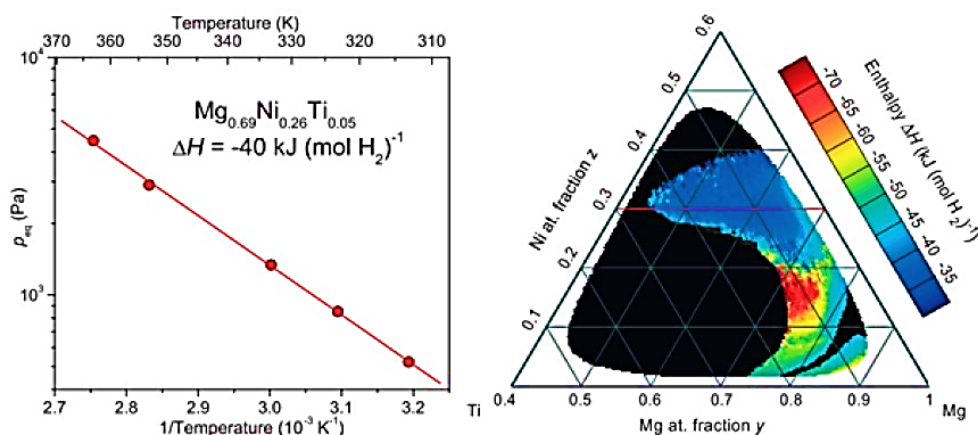 Temperature (K)
370 360 350 340 330 320 310
10⁴
10³
p_eq (Pa)
Mg₀.₆₉Ni₀.₂₆Ti₀.₀₅
ΔH = -40 kJ (mol H₂)⁻¹
2.7 2.8 2.9 3.0 3.1 3.2
1/Temperature (10⁻³ K⁻¹)
0.6
0.5
0.4
0.3
0.2
0.1
Ni at. fraction z
Enthalpy ΔH (kJ (mol H₂)⁻¹)
-70
-65
-60
-55
-50
-45
-40
-35
Ti 0.4 0.5 0.6 0.7 0.8 0.9 1 Mg
Mg at. fraction y